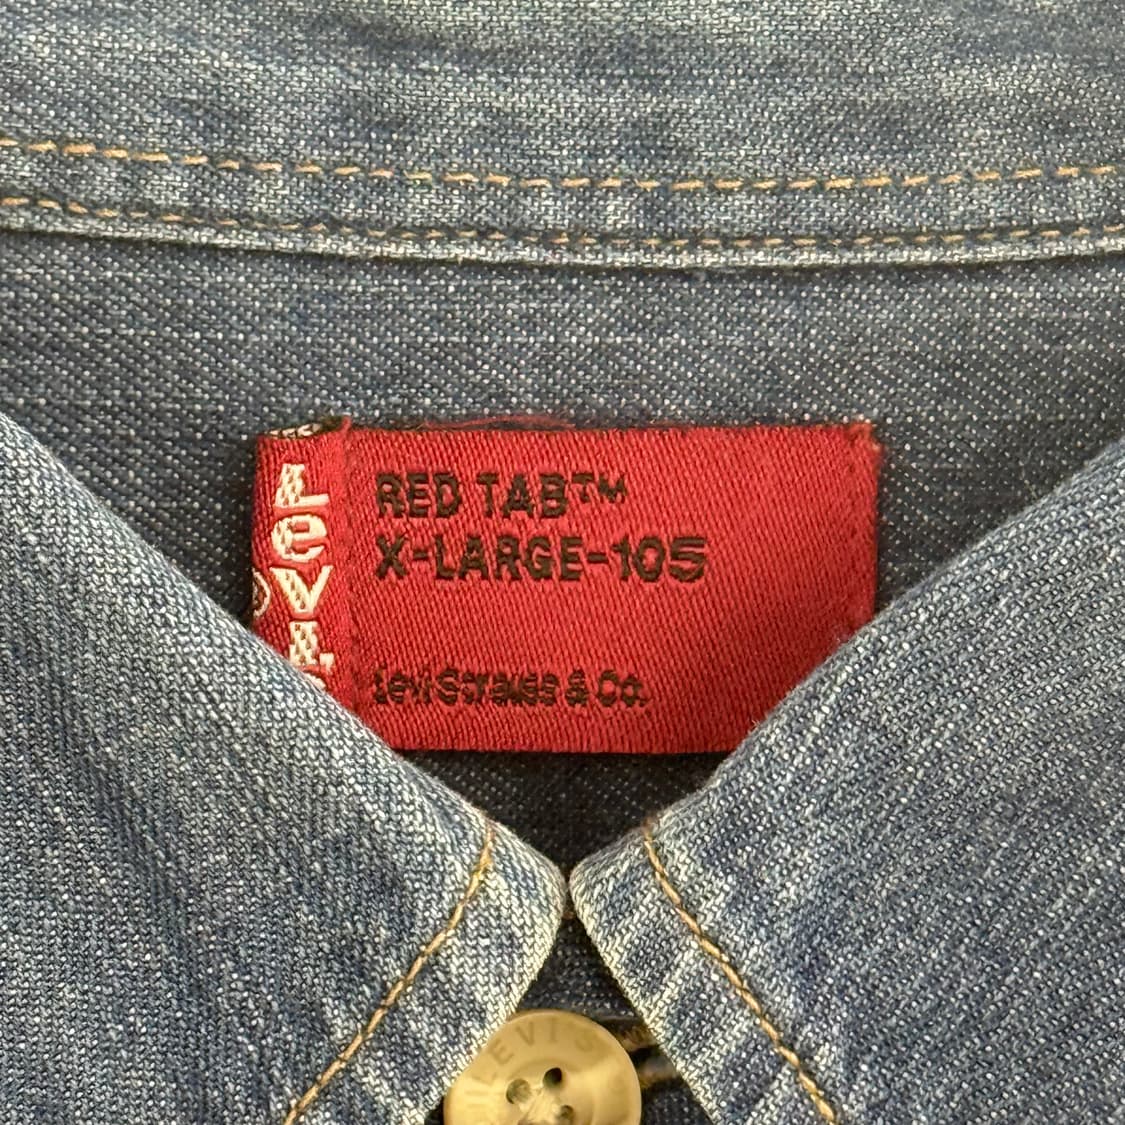 Levi's
RED TAB™
X-LARGE-105
Levi Strauss & Co.
LEVI'S